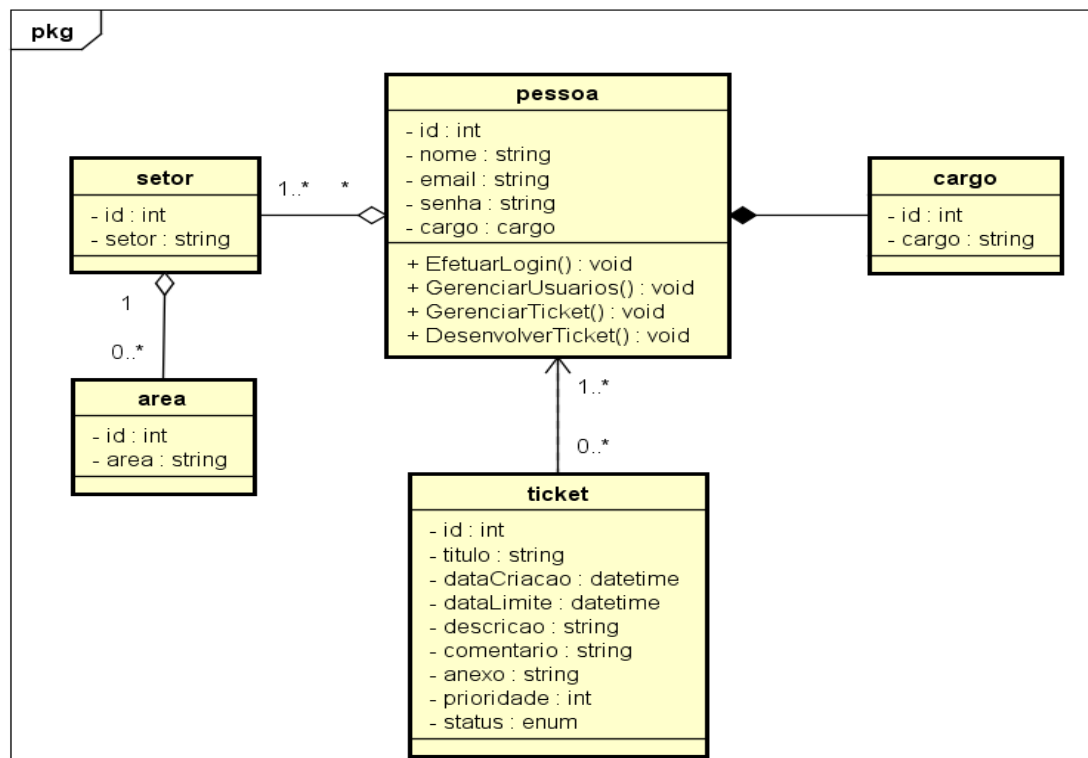 pkg
pessoa
- id : int
- nome : string
- email : string
- senha : string
- cargo : cargo
+ EfetuarLogin() : void
+ GerenciarUsuarios() : void
+ GerenciarTicket() : void
+ DesenvolverTicket() : void
setor
- id : int
- setor : string
1..* *
cargo
- id : int
- cargo : string
1
0..*
area
- id : int
- area : string
1..*
0..*
ticket
- id : int
- titulo : string
- dataCriacao : datetime
- dataLimite : datetime
- descricao : string
- comentario : string
- anexo : string
- prioridade : int
- status : enum